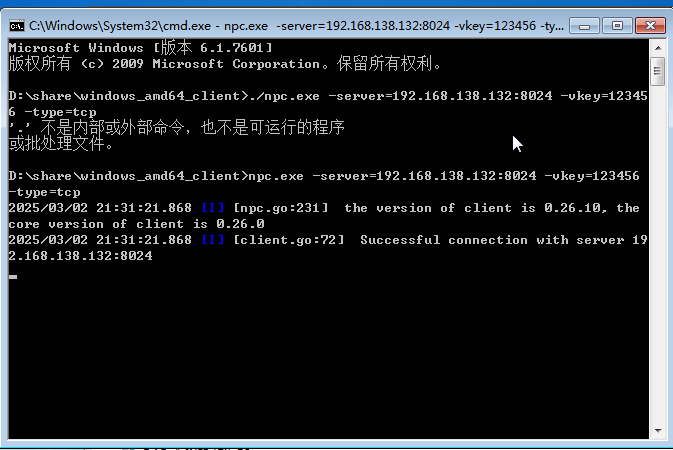 C:\Windows\System32\cmd.exe - npc.exe  -server=192.168.138.132:8024 -vkey=123456 -ty...
Microsoft Windows [版本 6.1.7601]
版权所有 (c) 2009 Microsoft Corporation。保留所有权利。
D:\share\windows_amd64_client>./npc.exe -server=192.168.138.132:8024 -vkey=12345
6 -type=tcp
'.' 不是内部或外部命令，也不是可运行的程序
或批处理文件。
D:\share\windows_amd64_client>npc.exe -server=192.168.138.132:8024 -vkey=123456
-type=tcp
2025/03/02 21:31:21.868 [I] [npc.go:231]  the version of client is 0.26.10, the
core version of client is 0.26.0
2025/03/02 21:31:21.868 [I] [client.go:72]  Successful connection with server 19
2.168.138.132:8024